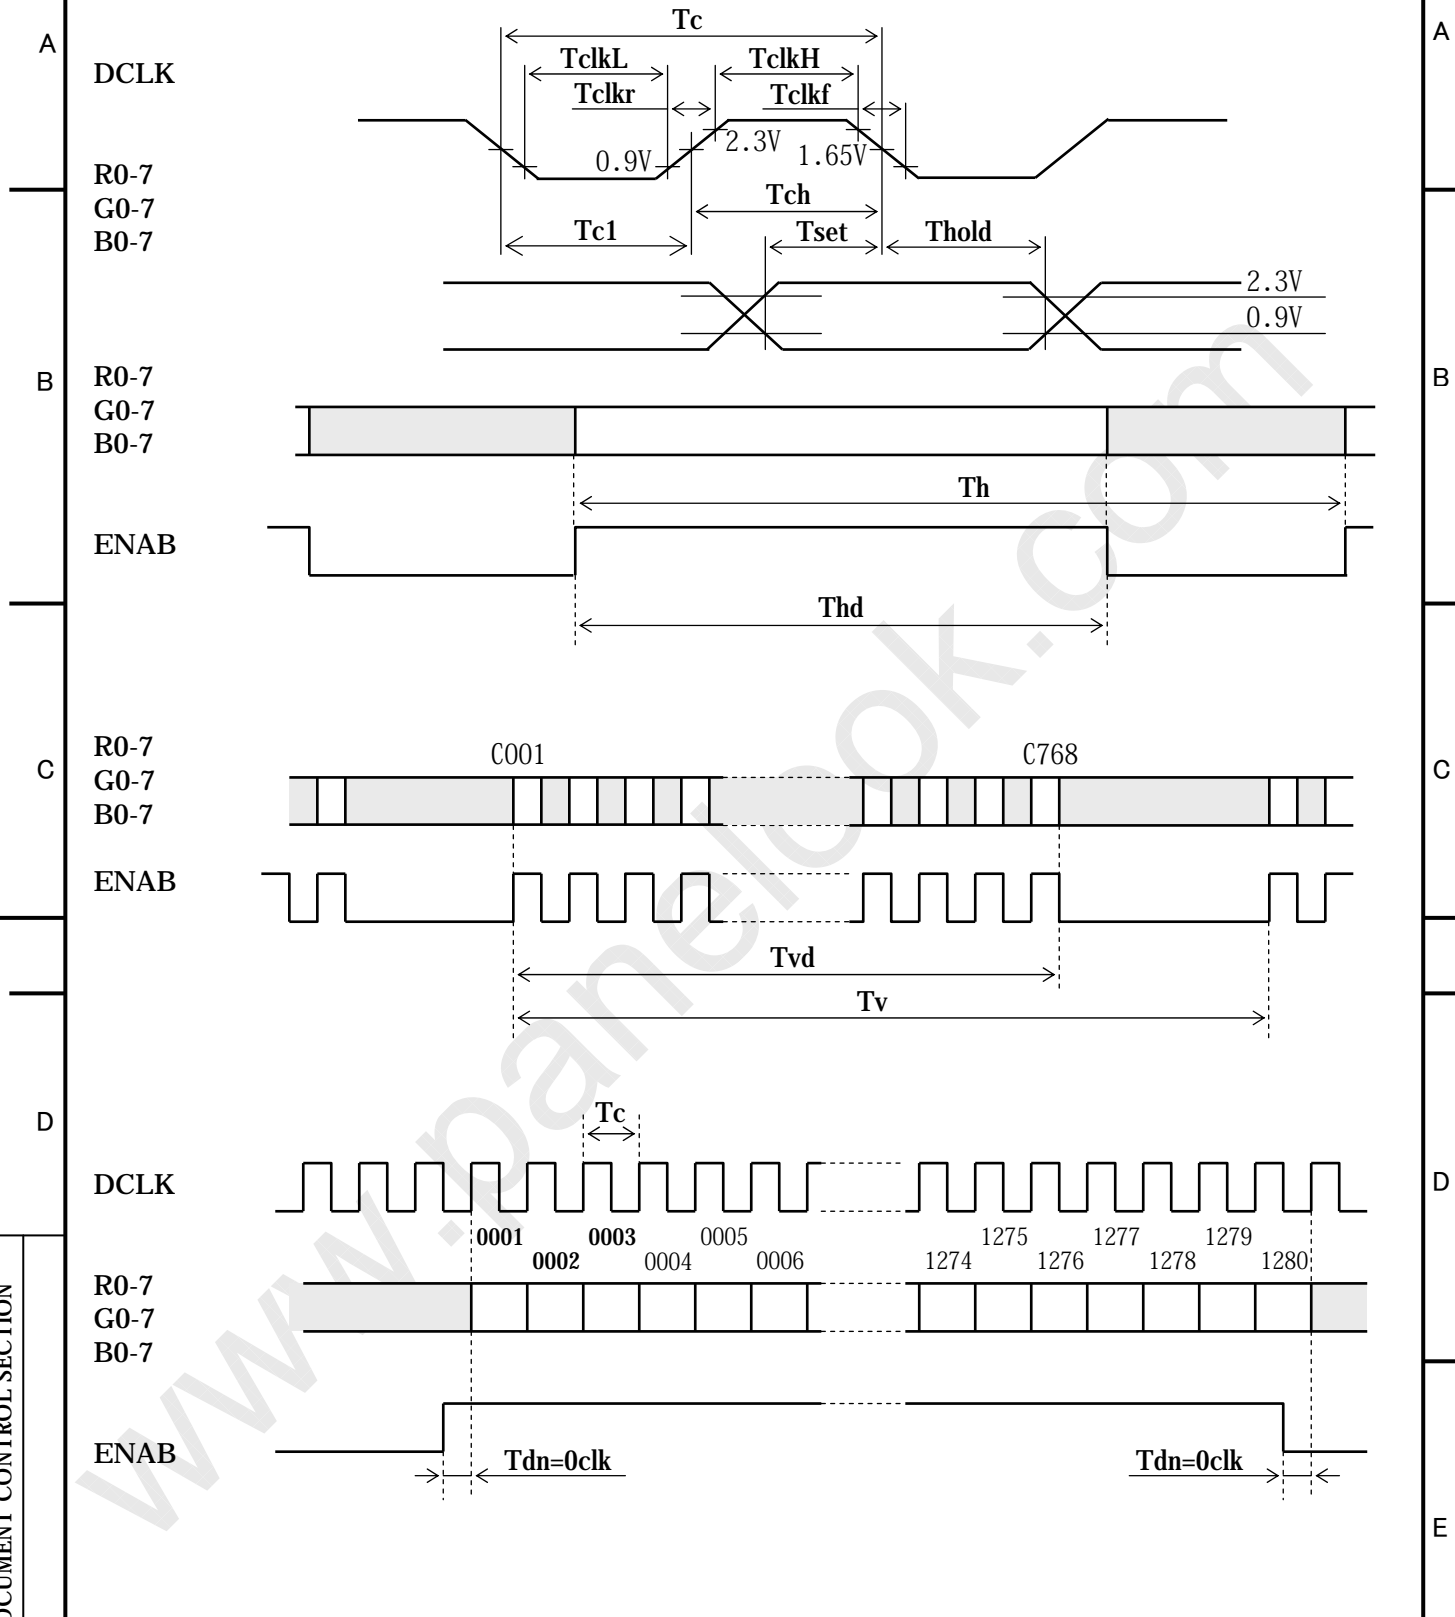 A
A
Tc
DCLK
TclkL
TclkH
Tclkr
Tclkf
2.3V
0.9V
1.65V
R0-7
G0-7
B0-7
Tch
Tc1
Tset
Thold
2.3V
0.9V
B
B
R0-7
G0-7
B0-7
Th
ENAB
Thd
R0-7
G0-7
B0-7
C001
C768
C
C
ENAB
Tvd
Tv
D
Tc
DCLK
D
0001
0003
0005
1275
1277
1279
0002
0004
0006
1274
1276
1278
1280
R0-7
G0-7
B0-7
ENAB
Tdn=0clk
Tdn=0clk
E
CONTROL SECTION
www.panelook.com